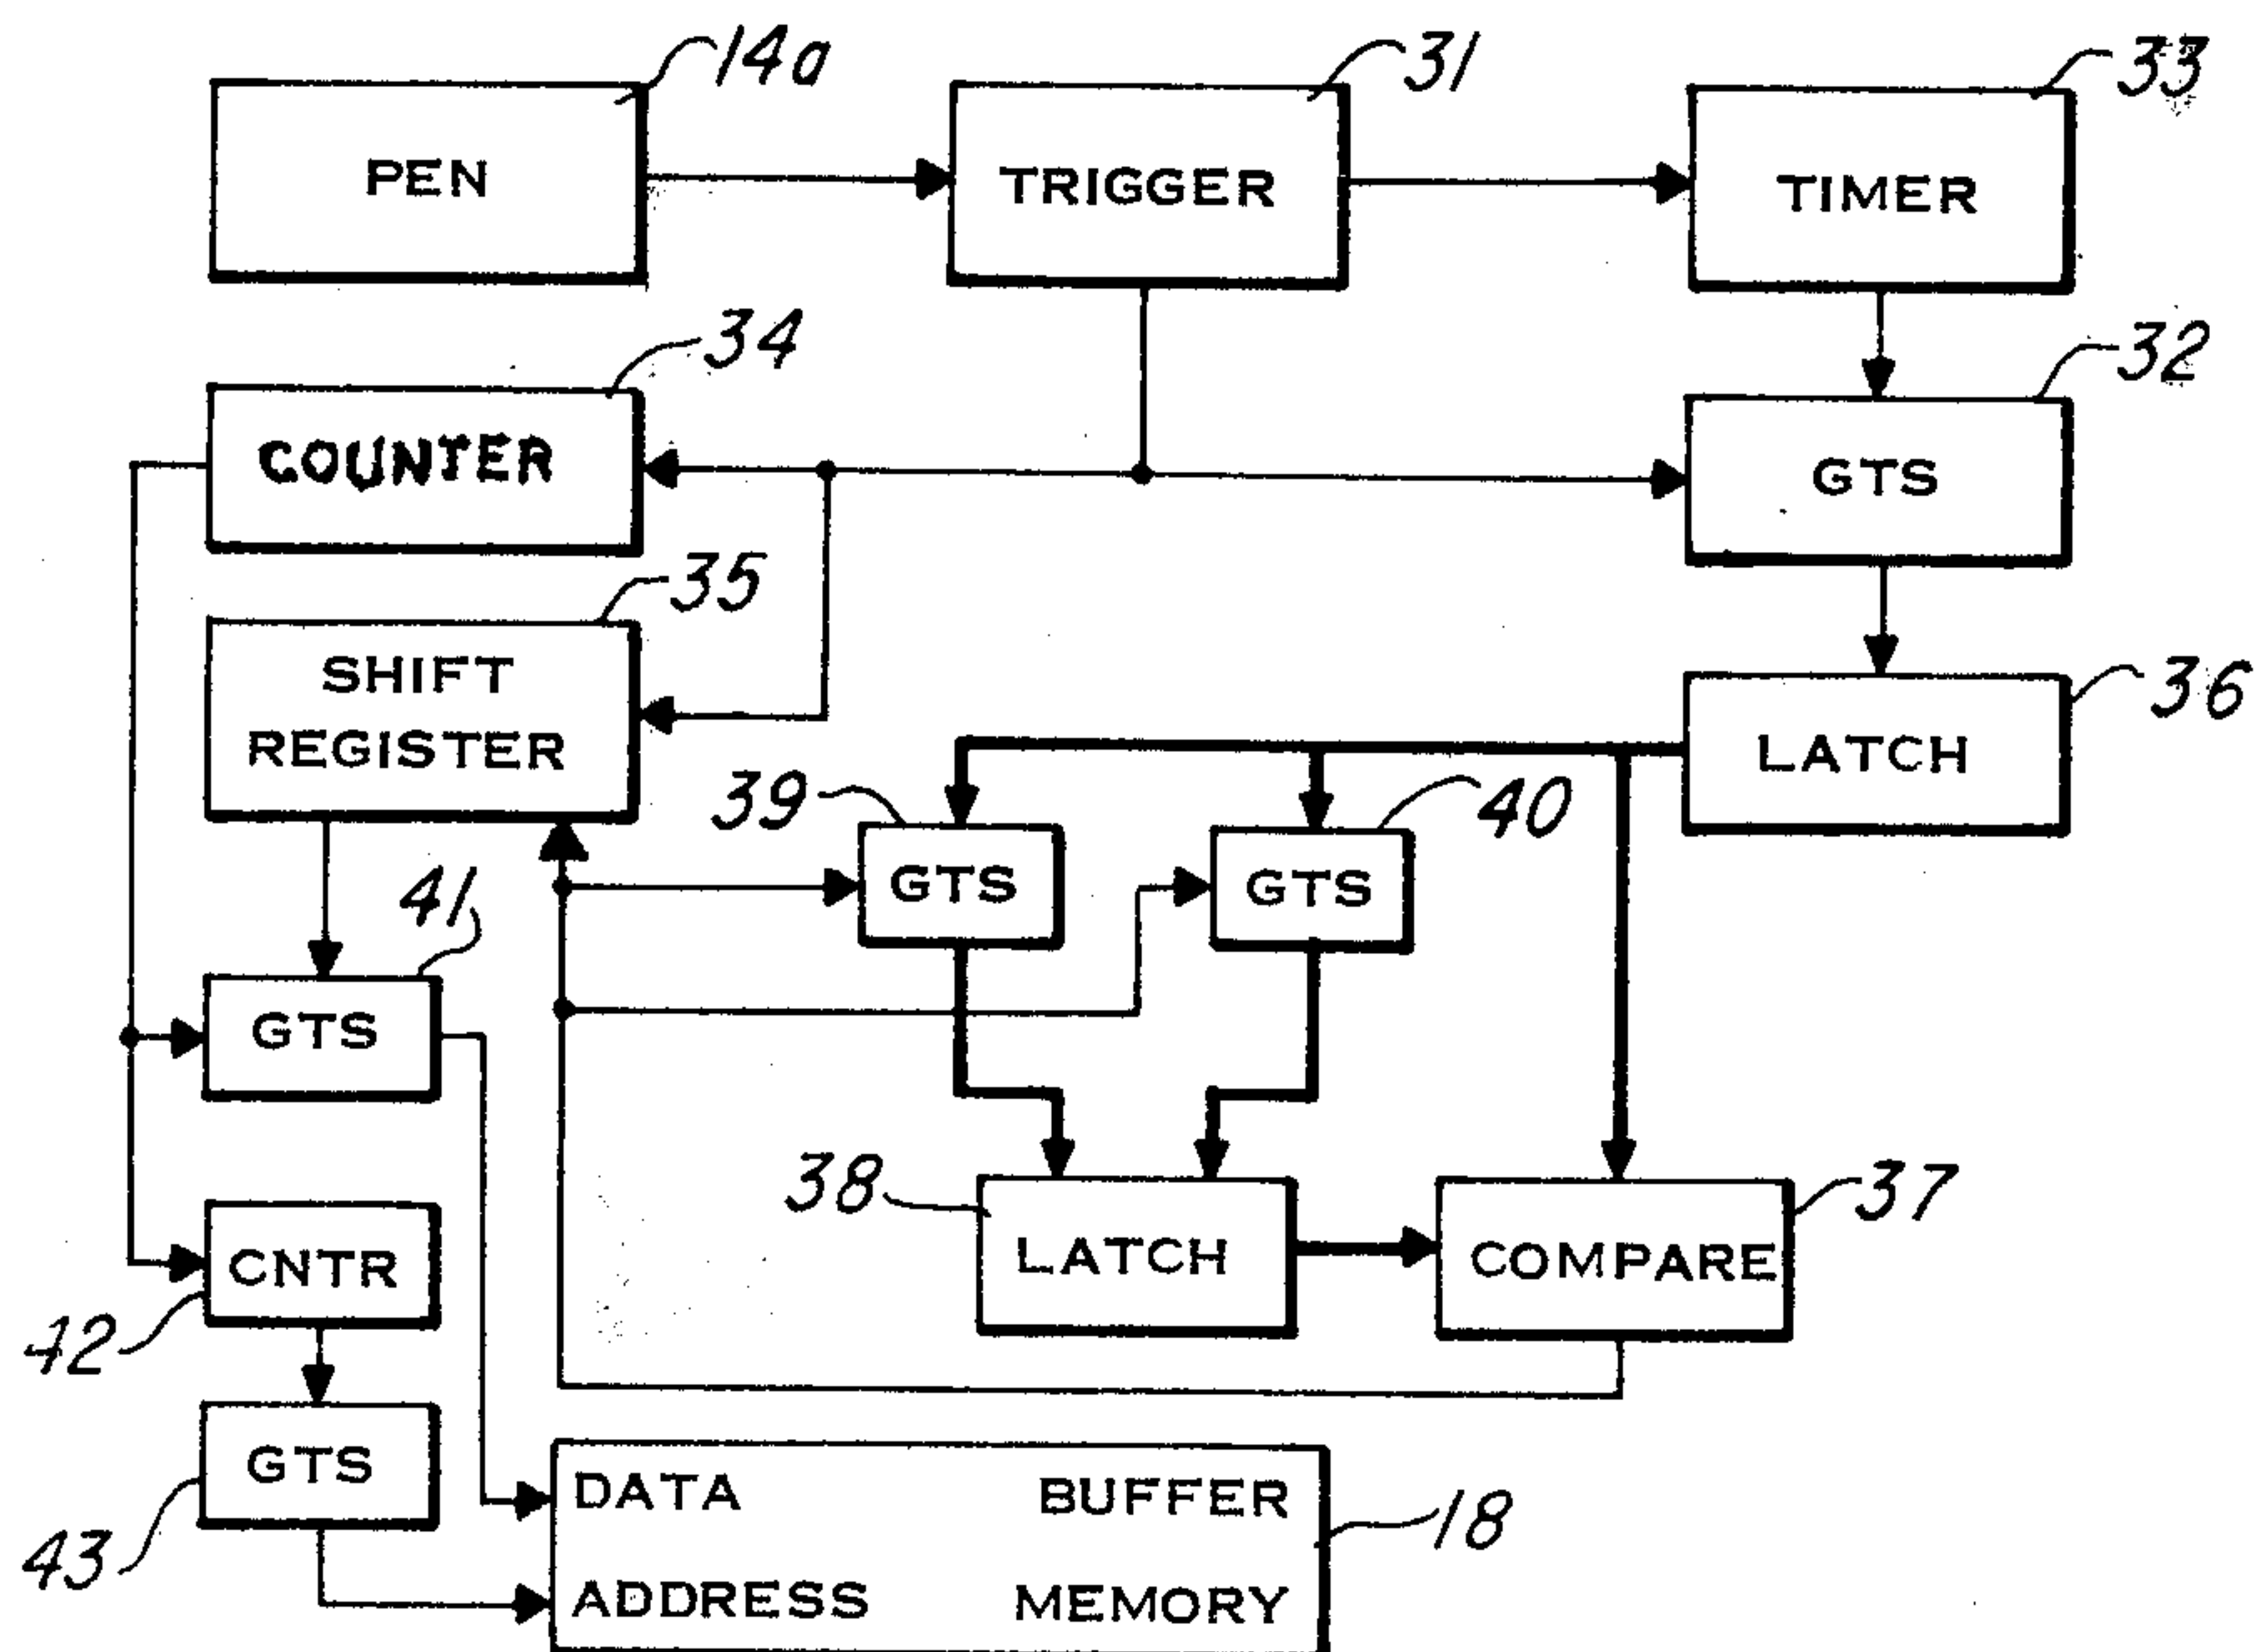 14a
31
33
PEN
TRIGGER
TIMER
34
32
COUNTER
GTS
35
SHIFT
REGISTER
36
LATCH
39
40
GTS
GTS
41
GTS
38
37
LATCH
COMPARE
CNTR
42
GTS
43
DATA
BUFFER
18
ADDRESS
MEMORY